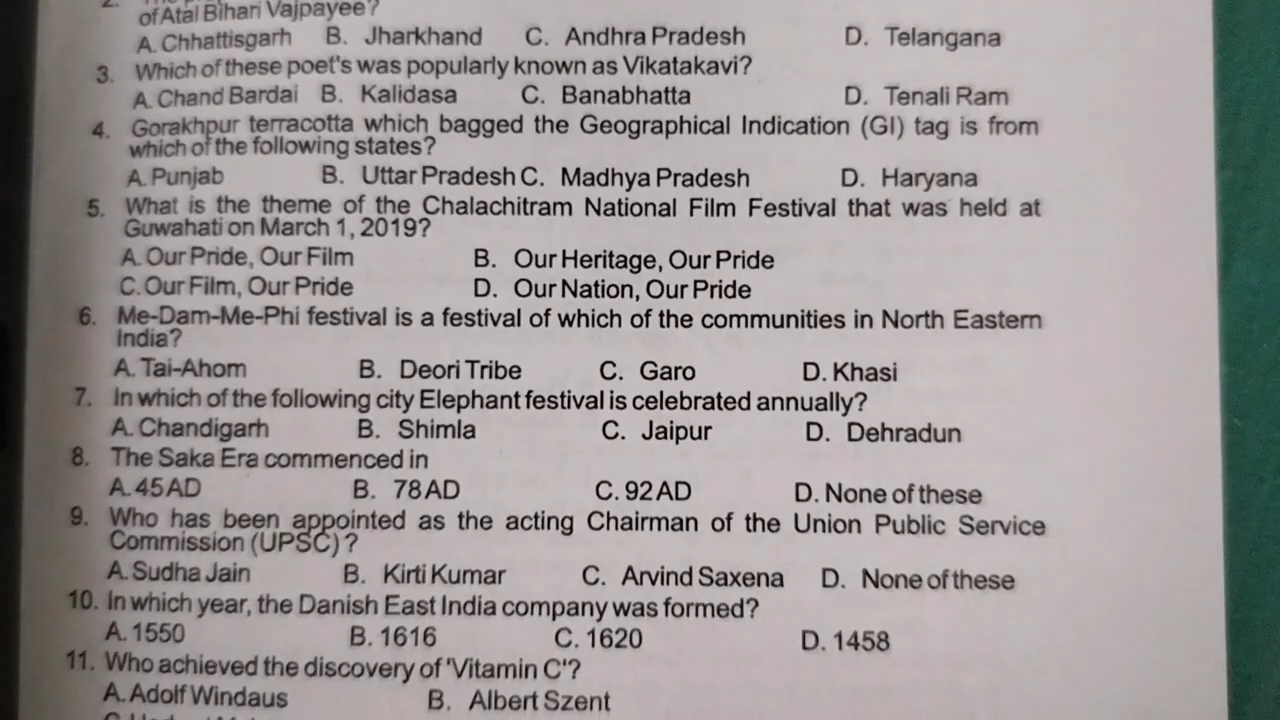 of Atal Bihari Vajpayee?
A. Chhattisgarh B. Jharkhand C. Andhra Pradesh D. Telangana
3. Which of these poet's was popularly known as Vikatakavi?
A. Chand Bardai B. Kalidasa C. Banabhatta D. Tenali Ram
4. Gorakhpur terracotta which bagged the Geographical Indication (GI) tag is from
which of the following states?
A. Punjab B. Uttar Pradesh C. Madhya Pradesh D. Haryana
5. What is the theme of the Chalachitram National Film Festival that was held at
Guwahati on March 1, 2019?
A. Our Pride, Our Film B. Our Heritage, Our Pride
C. Our Film, Our Pride D. Our Nation, Our Pride
6. Me-Dam-Me-Phi festival is a festival of which of the communities in North Eastern
India?
A. Tai-Ahom B. Deori Tribe C. Garo D. Khasi
7. In which of the following city Elephant festival is celebrated annually?
A. Chandigarh B. Shimla C. Jaipur D. Dehradun
8. The Saka Era commenced in
A. 45 AD B. 78 AD C. 92 AD D. None of these
9. Who has been appointed as the acting Chairman of the Union Public Service
Commission (UPSC)?
A. Sudha Jain B. Kirti Kumar C. Arvind Saxena D. None of these
10. In which year, the Danish East India company was formed?
A. 1550 B. 1616 C. 1620 D. 1458
11. Who achieved the discovery of 'Vitamin C'?
A. Adolf Windaus B. Albert Szent